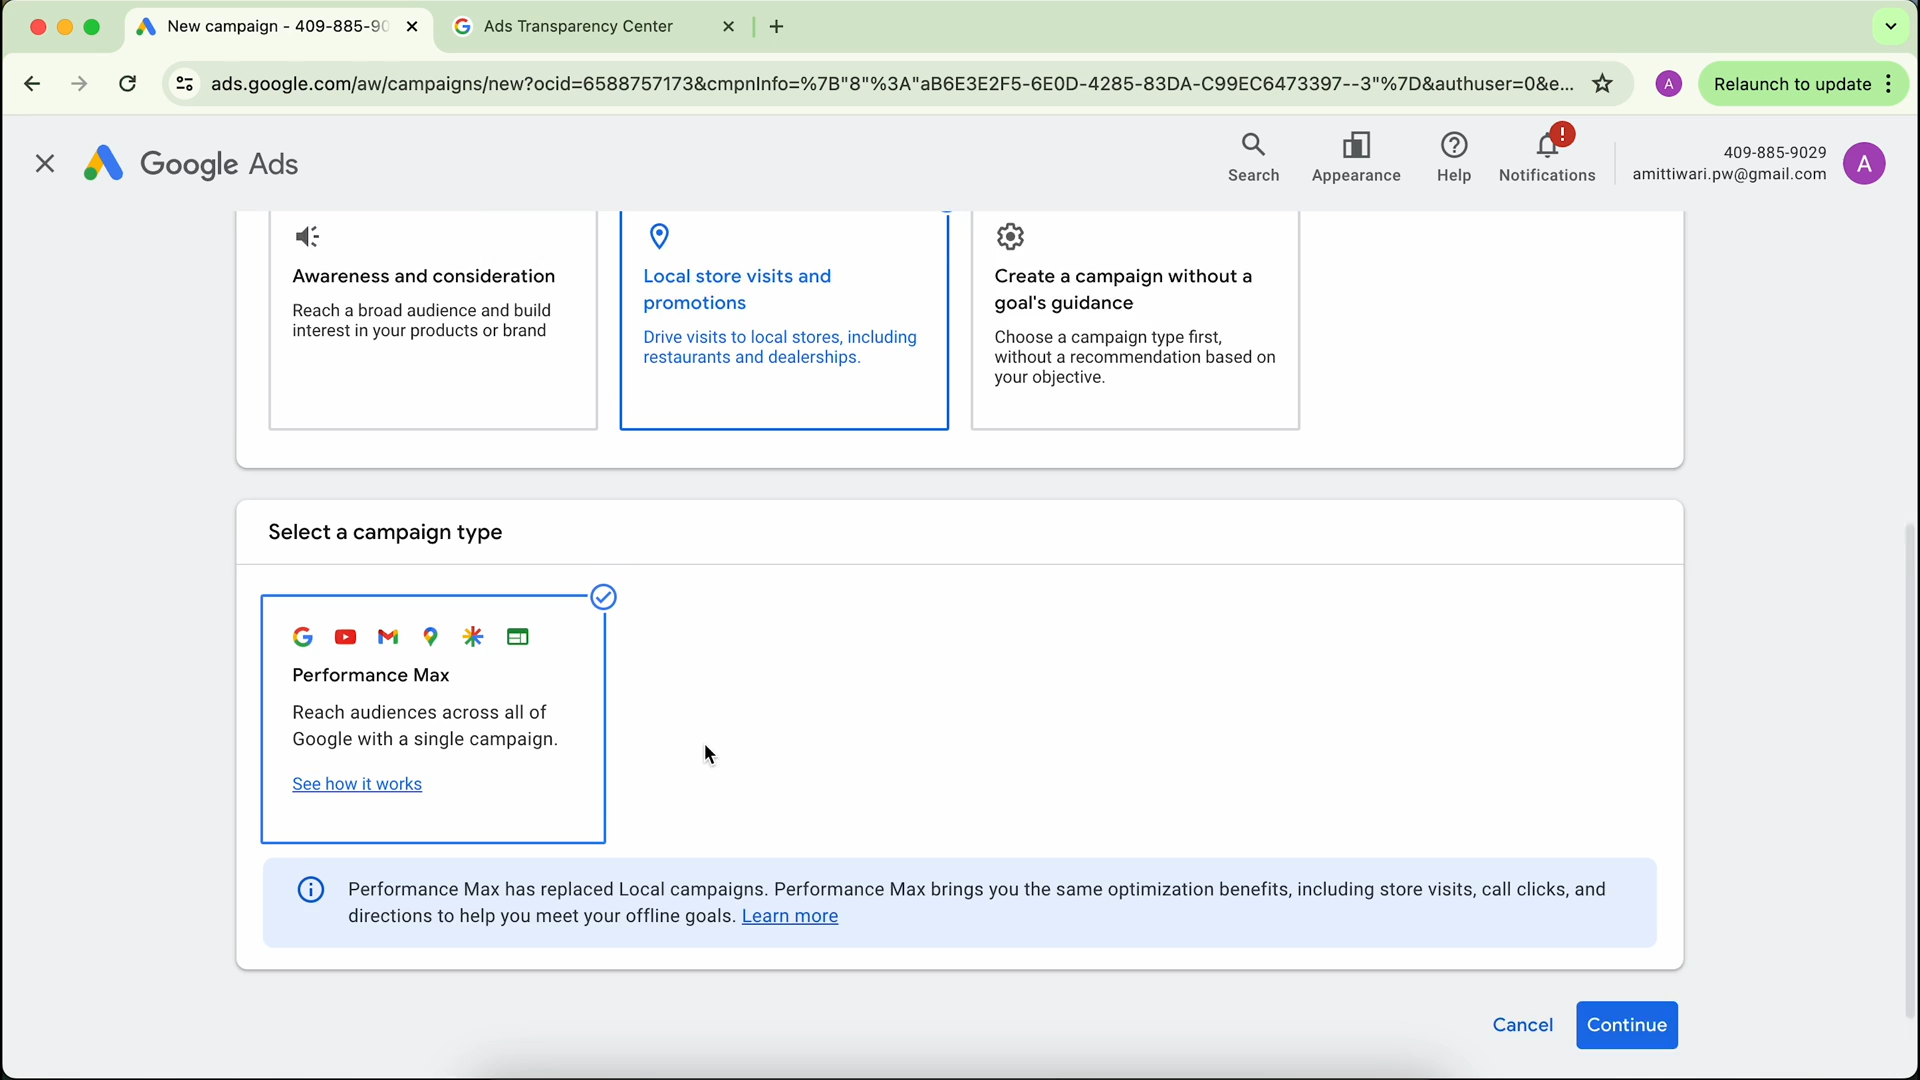 New campaign - 409-885-90
Ads Transparency Center
ads.google.com/aw/campaigns/new?ocid=6588757173&cmpnInfo=%7B"8"%3A"aB6E3E2F5-6E0D-4285-83DA-C99EC6473397--3"%7D&authuser=0&e...
A
Relaunch to update
Google Ads
Search
Appearance
Help
Notifications
409-885-9029
amittiwari.pw@gmail.com
A
Awareness and consideration
Reach a broad audience and build
interest in your products or brand
Local store visits and
promotions
Drive visits to local stores, including
restaurants and dealerships.
Create a campaign without a
goal's guidance
Choose a campaign type first,
without a recommendation based on
your objective.
Select a campaign type
Performance Max
Reach audiences across all of
Google with a single campaign.
See how it works
Performance Max has replaced Local campaigns. Performance Max brings you the same optimization benefits, including store visits, call clicks, and
directions to help you meet your offline goals. Learn more
Cancel
Continue